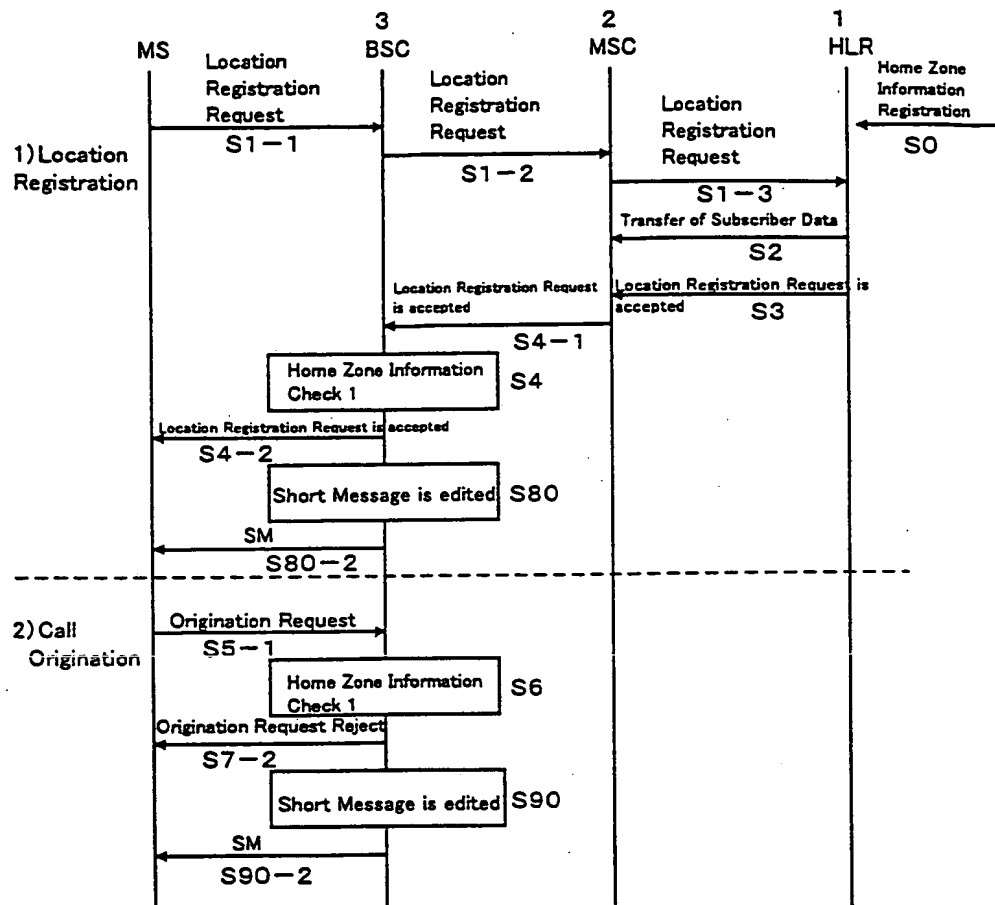 3
2
1
MS
BSC
MSC
HLR
Location
Registration
Request
S1-1
Location
Registration
Request
S1-2
Location
Registration
Request
S1-3
Home Zone
Information
Registration
S0
1) Location
Registration
Transfer of Subscriber Data
S2
Location Registration Request is
accepted
S3
Location Registration Request
is accepted
S4-1
Home Zone Information
Check 1
S4
Location Registration Request is accepted
S4-2
Short Message is edited
S80
SM
S80-2
2) Call
Origination
Origination Request
S5-1
Home Zone Information
Check 1
S6
Origination Request Reject
S7-2
Short Message is edited
S90
SM
S90-2